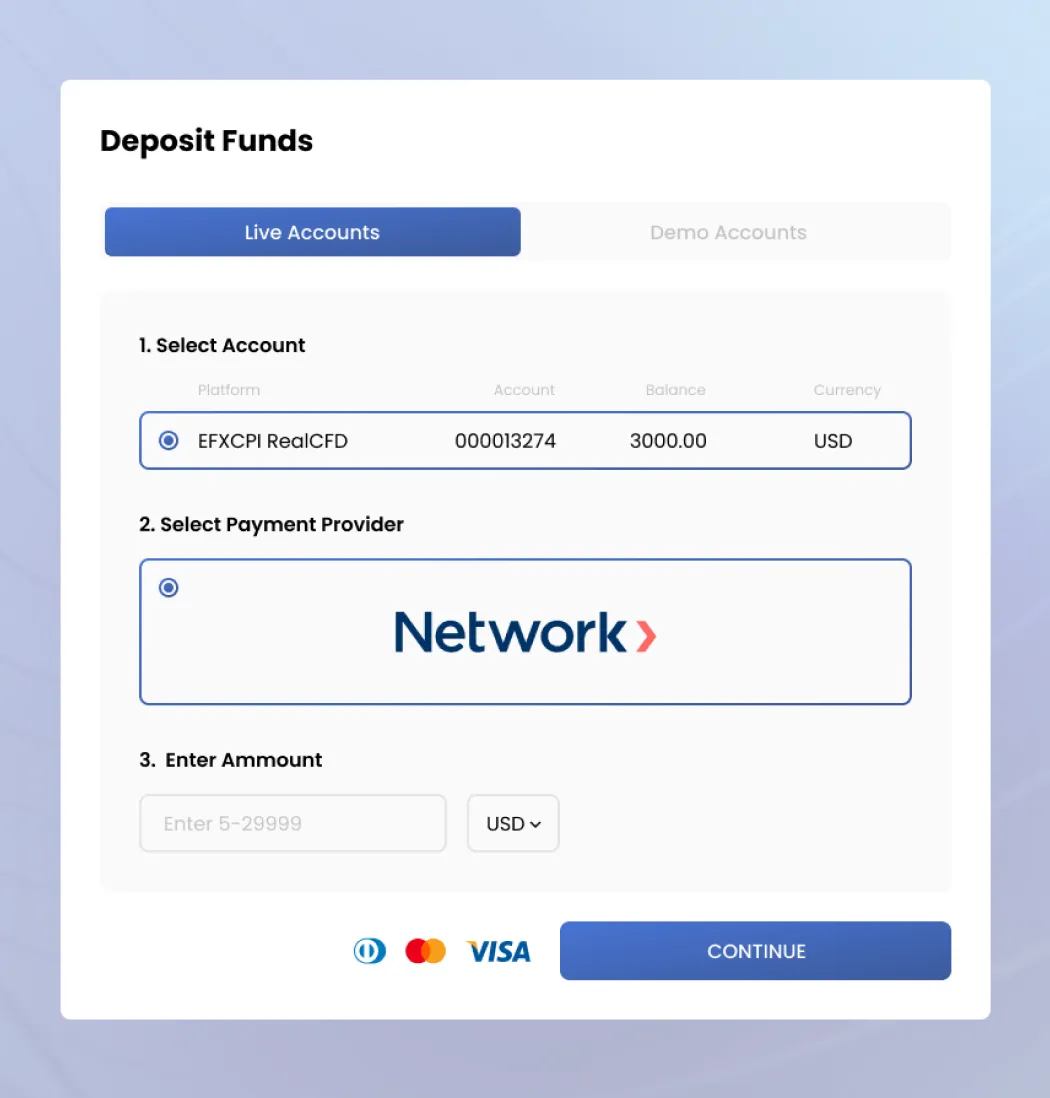 Deposit Funds
Live Accounts Demo Accounts
1. Select Account
Platform Account Balance Currency
EFXCPI RealCFD 000013274 3000.00 USD
2. Select Payment Provider
Network
3. Enter Ammount
Enter 5-29999 USD
VISA CONTINUE